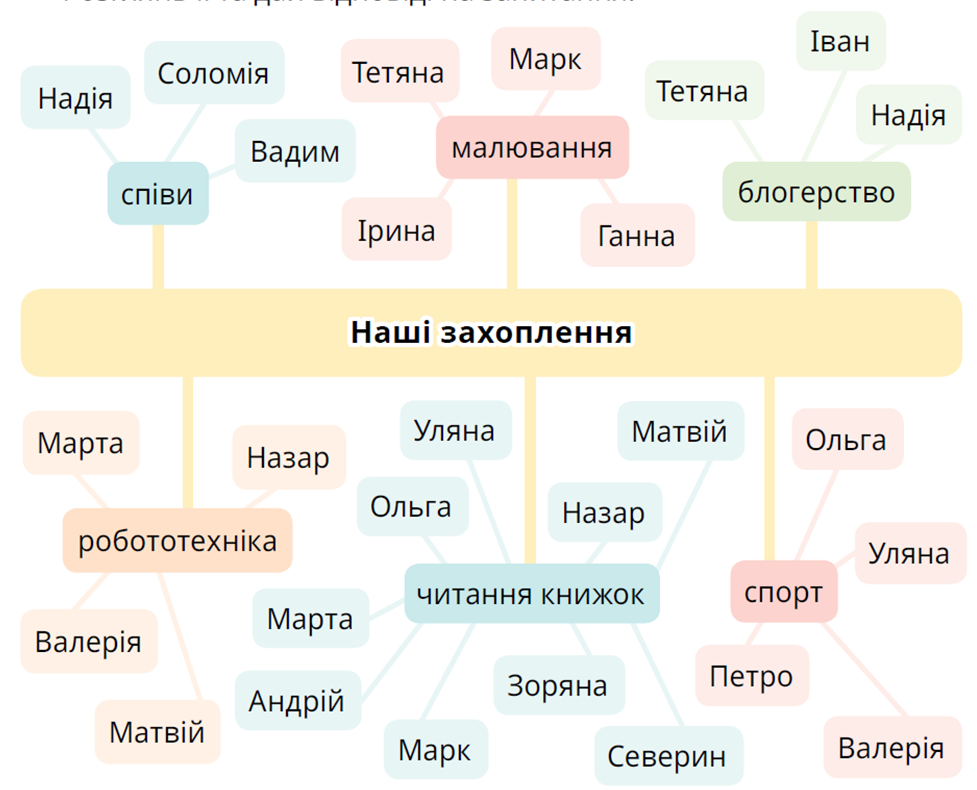 Надія
Соломія
Вадим
співи
Тетяна
Марк
малювання
Ірина
Ганна
Іван
Тетяна
Надія
блогерство
Наші захоплення
Марта
Назар
робототехніка
Валерія
Матвій
Уляна
Матвій
Ольга
Назар
читання книжок
Марта
Андрій
Зоряна
Марк
Северин
Ольга
Уляна
спорт
Петро
Валерія